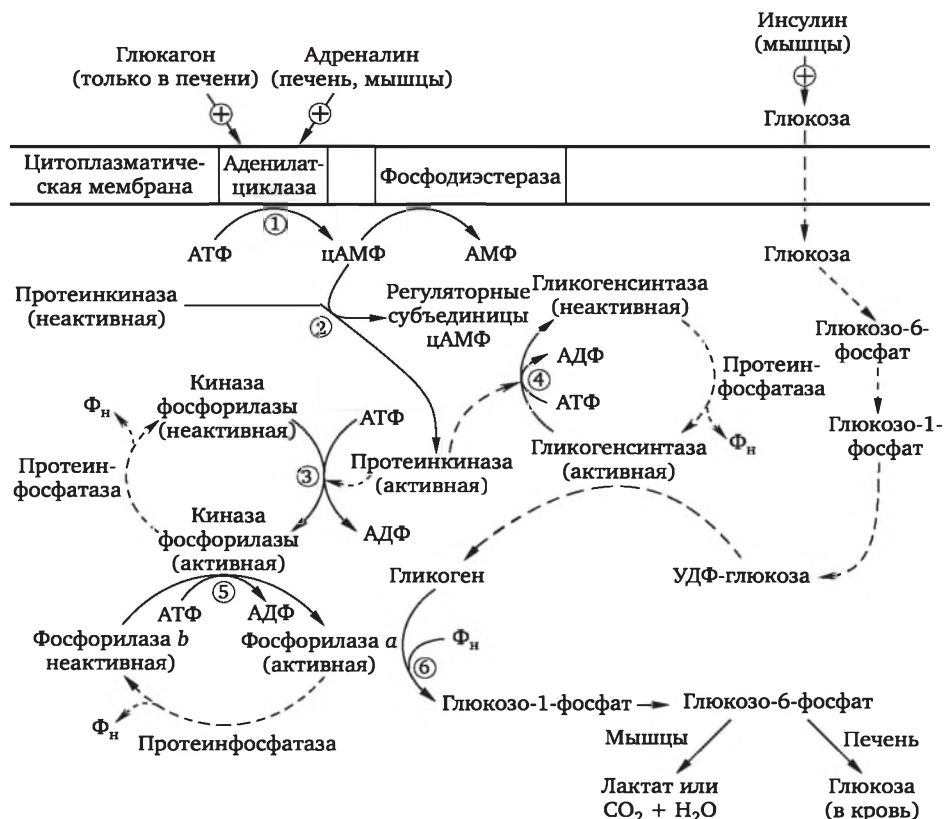 Инсулин
(мышцы)
Глюкагон
(только в печени)
Адреналин
(печень, мышцы)
+
+
+
Глюкоза
Цитоплазматиче-
ская мембрана
Аденилат-
циклаза
Фосфодиэстераза
①
АТФ
цАМФ
АМФ
Глюкоза
Протеинкиназа
(неактивная)
②
Регуляторные
субъединицы
цАМФ
Гликогенсинтаза
(неактивная)
Глюкозо-6-
фосфат
АДФ
④
АТФ
Протеин-
фосфатаза
Фн
Глюкозо-1-
фосфат
Киназа
фосфорилазы
(неактивная)
Фн
АТФ
Гликогенсинтаза
(активная)
Протеин-
фосфатаза
③
Протеинкиназа
(активная)
Киназа
фосфорилазы
(активная)
АДФ
Гликоген
УДФ-глюкоза
⑤
АТФ
АДФ
Фосфорилаза b
неактивная)
Фосфорилаза a
(активная)
Фн
⑥
Фн
Протеинфосфатаза
Глюкозо-1-фосфат
Глюкозо-6-фосфат
Мышцы
Печень
Лактат или
CO₂ + H₂O
Глюкоза
(в кровь)